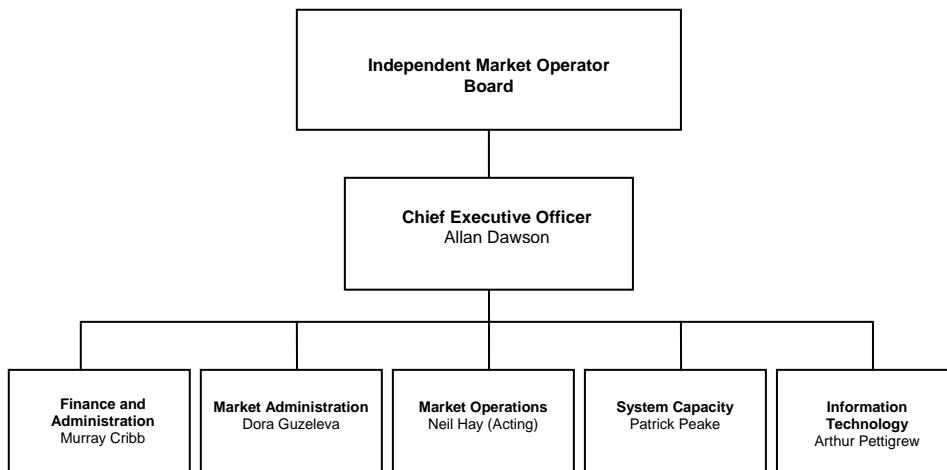 Independent Market Operator
Board
Chief Executive Officer
Allan Dawson
Finance and
Administration
Murray Cribb
Market Administration
Dora Guzeleva
Market Operations
Neil Hay (Acting)
System Capacity
Patrick Peake
Information
Technology
Arthur Pettigrew